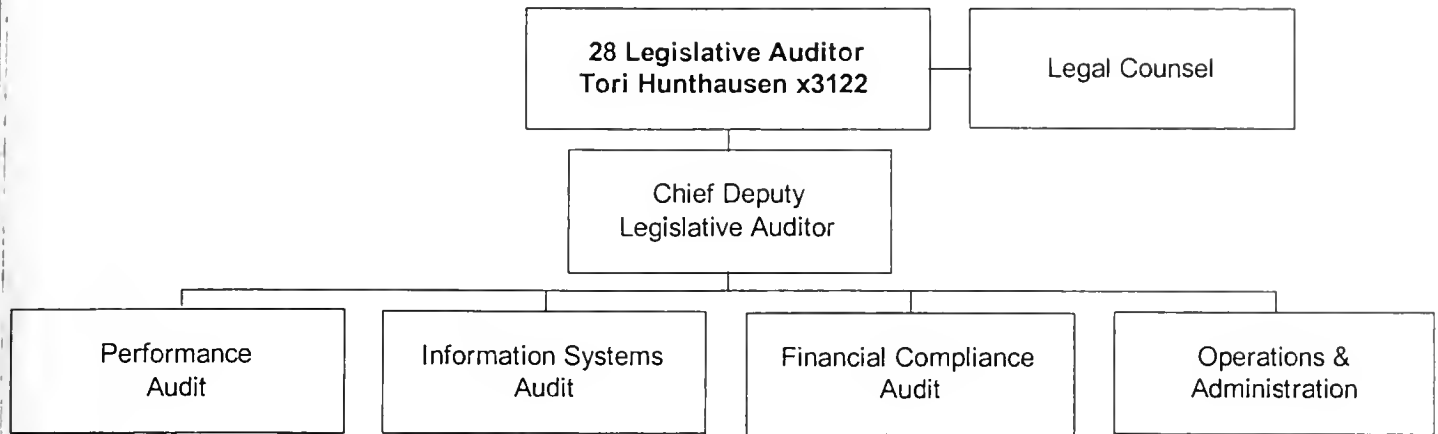 28 Legislative Auditor
Tori Hunthausen x3122
Legal Counsel
Chief Deputy
Legislative Auditor
Performance
Audit
Information Systems
Audit
Financial Compliance
Audit
Operations &
Administration